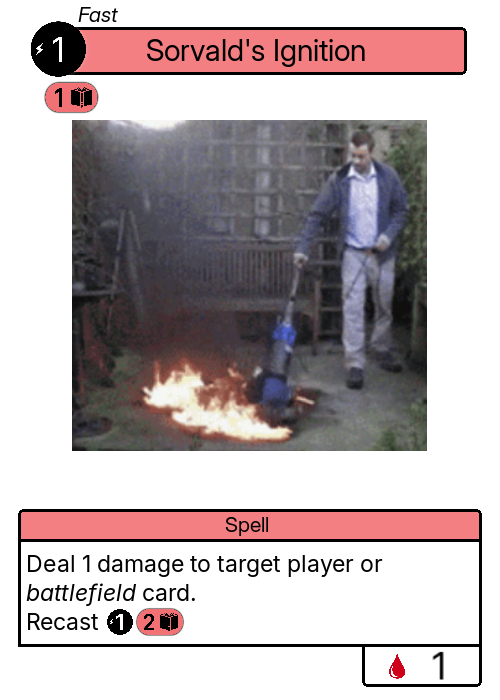 Fast
1 Sorvald's Ignition
1
Spell
Deal 1 damage to target player or
battlefield card.
Recast 1 2
1